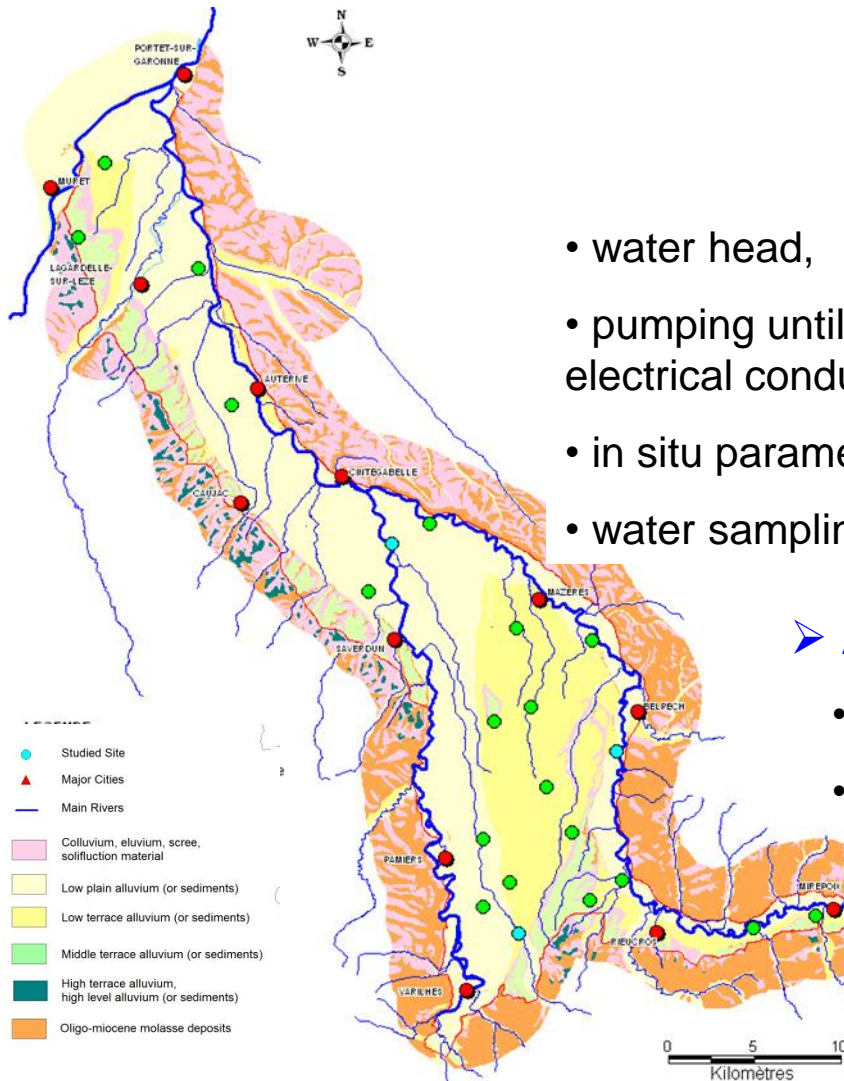 N
W E
S
PORTET-SUR-
GARONNE
MURET
LAGARDELLE-
SUR-LEZE
AUTERIVE
CINTEGABELLE
CAUJAC
MAZERES
SAVERDUN
BELPECH
PAMIERS
MIREPOIX
RIEUCROS
VARILHES
• water head,
• pumping until
electrical condu
• in situ parame
• water samplin
➢
•
•
Studied Site
Major Cities
Main Rivers
Colluvium, eluvium, scree,
solifluction material
Low plain alluvium (or sediments)
Low terrace alluvium (or sediments)
Middle terrace alluvium (or sediments)
High terrace alluvium,
high level alluvium (or sediments)
Oligo-miocene molasse deposits
0 5 10
Kilomètres